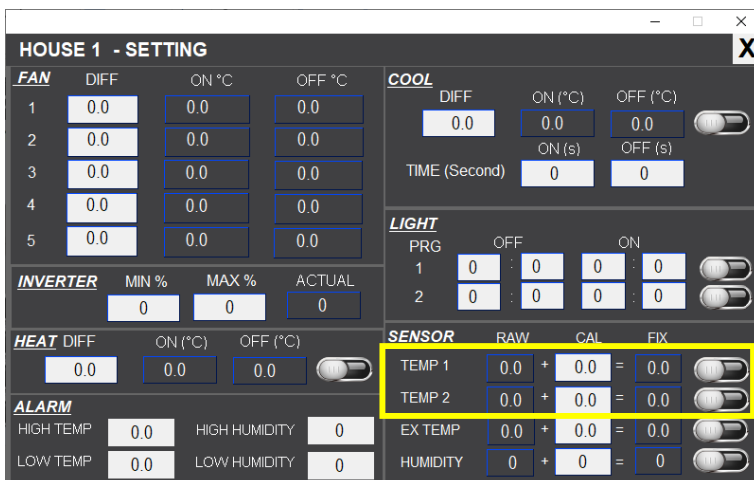 HOUSE 1 - SETTING X
FAN DIFF ON °C OFF °C
1 0.0 0.0 0.0
2 0.0 0.0 0.0
3 0.0 0.0 0.0
4 0.0 0.0 0.0
5 0.0 0.0 0.0
INVERTER MIN % MAX % ACTUAL
0 0 0
HEAT DIFF ON (°C) OFF (°C)
0.0 0.0 0.0
ALARM
HIGH TEMP 0.0 HIGH HUMIDITY 0
LOW TEMP 0.0 LOW HUMIDITY 0
COOL
DIFF ON (°C) OFF (°C)
0.0 0.0 0.0
ON (s) OFF (s)
TIME (Second) 0 0
LIGHT
PRG OFF ON
1 0 : 0 0 : 0
2 0 : 0 0 : 0
SENSOR RAW CAL FIX
TEMP 1 0.0 + 0.0 = 0.0
TEMP 2 0.0 + 0.0 = 0.0
EX TEMP 0.0 + 0.0 = 0.0
HUMIDITY 0 + 0 = 0